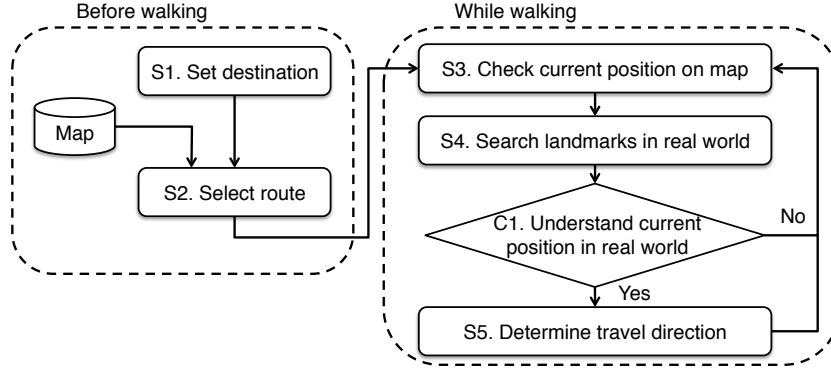 Before walking
S1. Set destination
Map
S2. Select route
While walking
S3. Check current position on map
S4. Search landmarks in real world
C1. Understand current
position in real world
No
Yes
S5. Determine travel direction